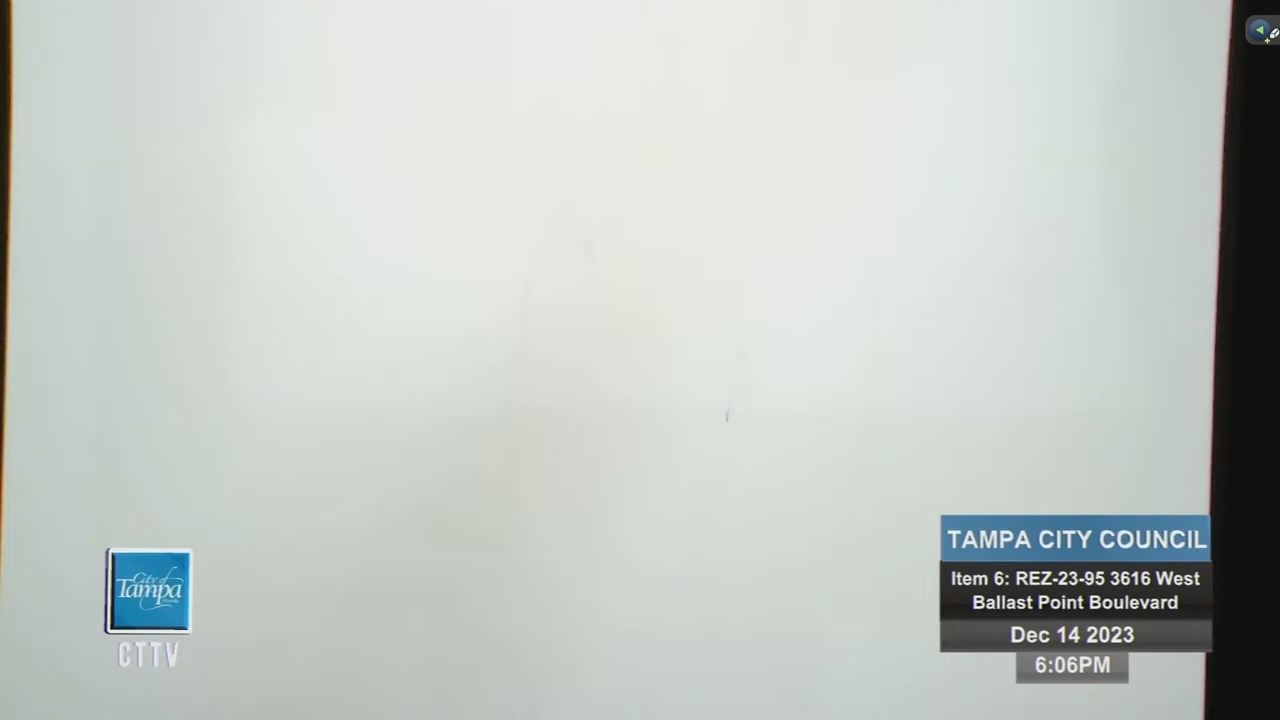 TAMPA CITY COUNCIL
Item 6: REZ-23-95 3616 West
Ballast Point Boulevard
Dec 14 2023
6:06PM
City of
Tampa
CTTV